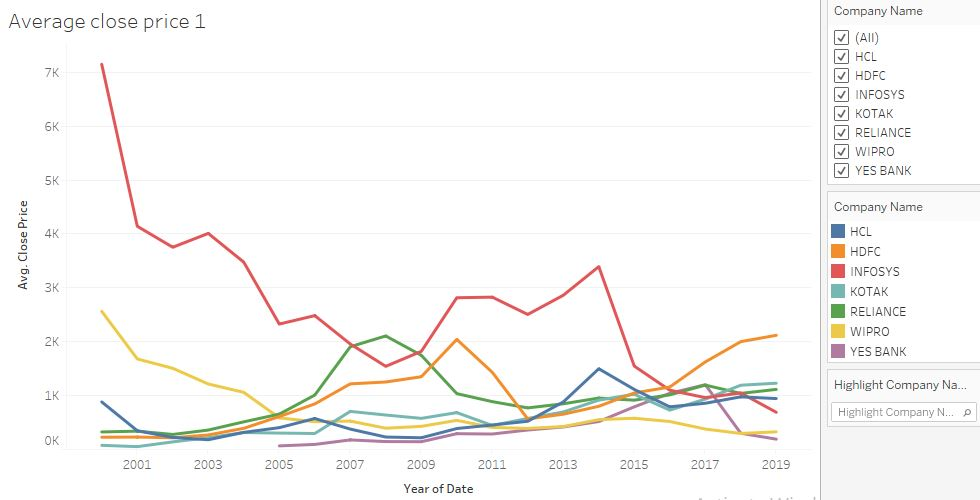 Average close price 1
7K
6K
5K
4K
3K
2K
1K
0K
Avg. Close Price
2001 2003 2005 2007 2009 2011 2013 2015 2017 2019
Year of Date
Company Name
(All)
HCL
HDFC
INFOSYS
KOTAK
RELIANCE
WIPRO
YES BANK
Company Name
HCL
HDFC
INFOSYS
KOTAK
RELIANCE
WIPRO
YES BANK
Highlight Company Na...
Highlight Company N...